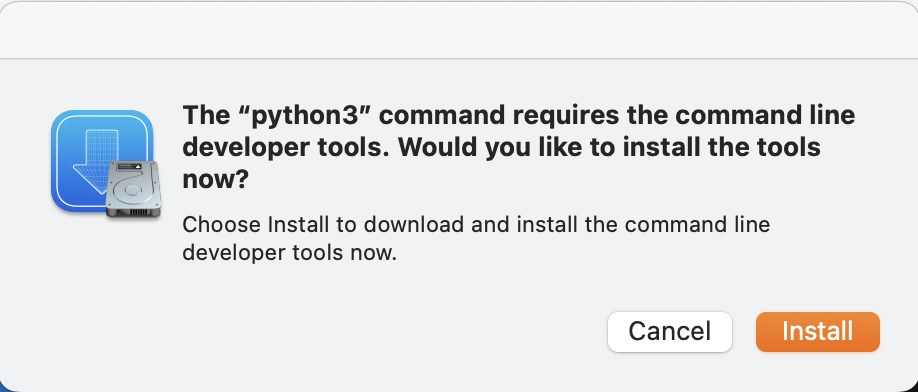 The “python3” command requires the command line
developer tools. Would you like to install the tools
now?
Choose Install to download and install the command line
developer tools now.
Cancel
Install